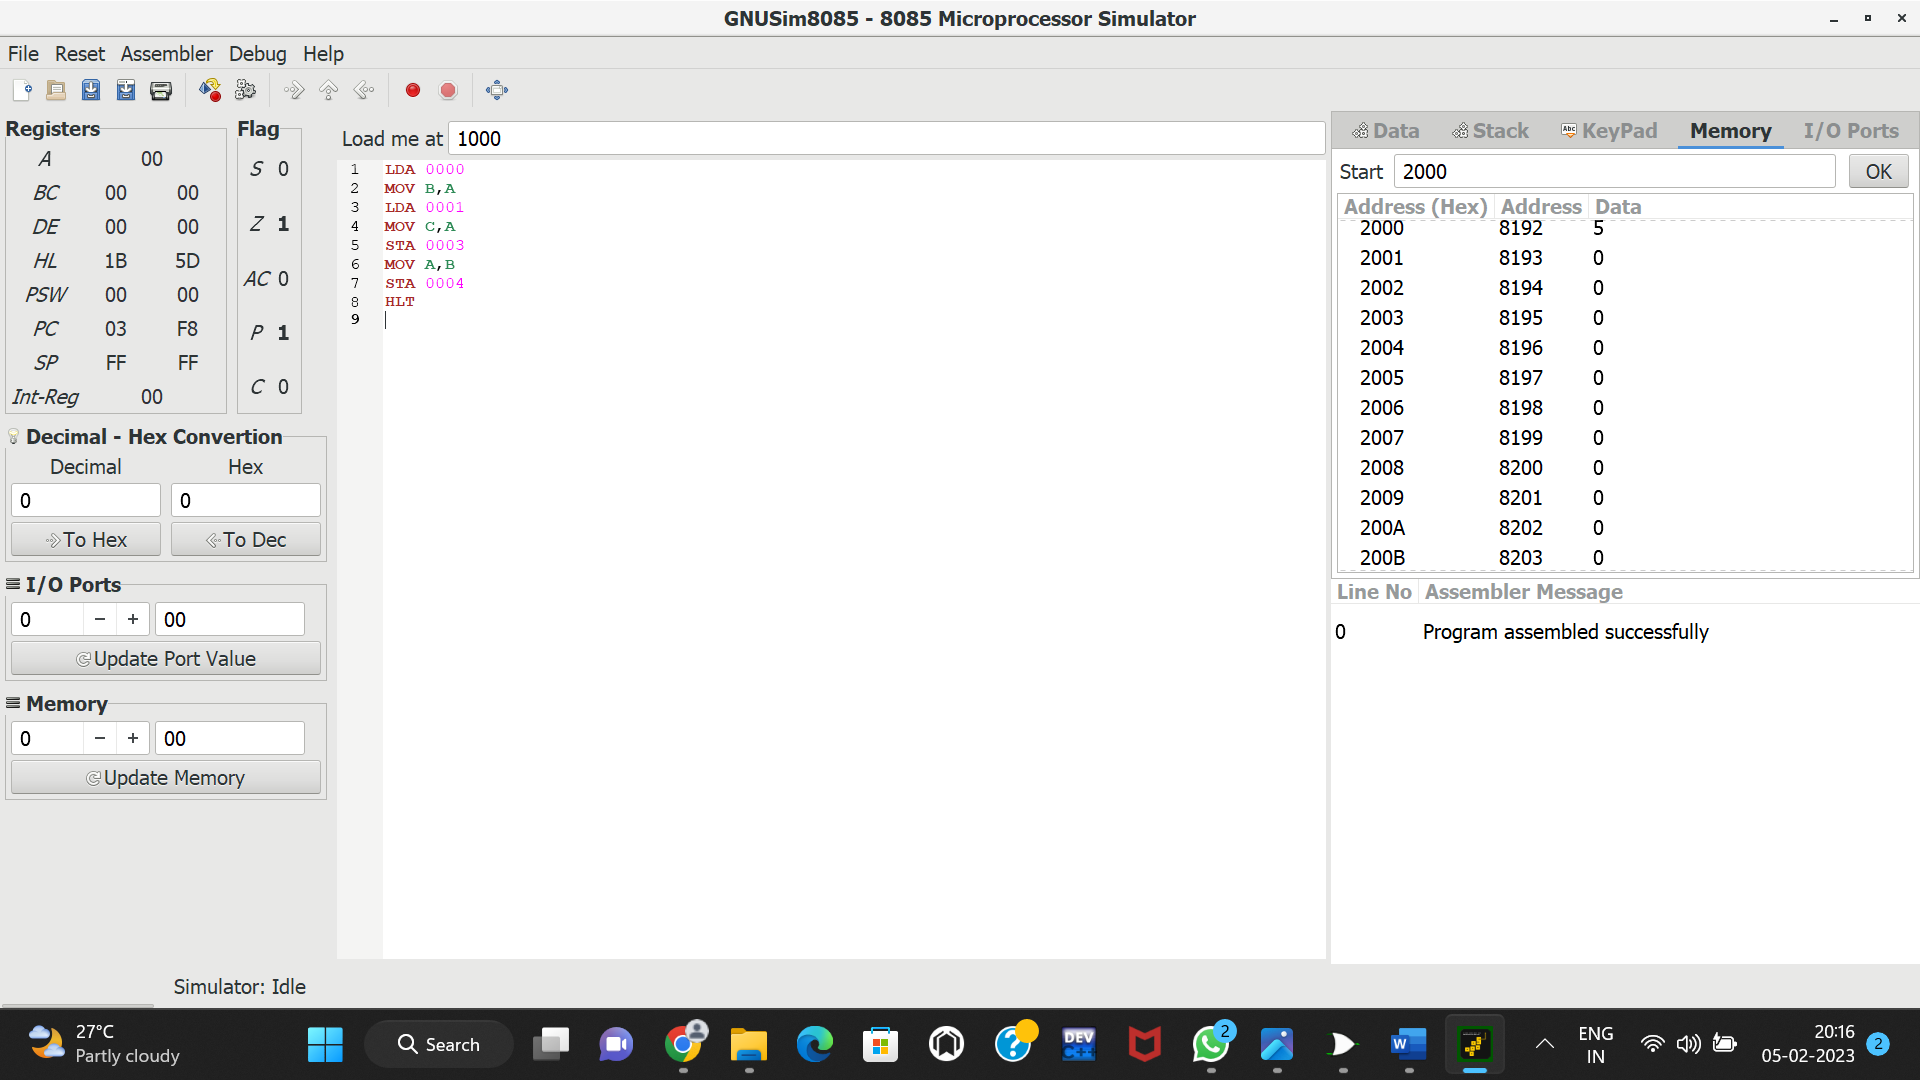 GNUSim8085 - 8085 Microprocessor Simulator
File Reset Assembler Debug Help
Registers
A 00
BC 00 00
DE 00 00
HL 1B 5D
PSW 00 00
PC 03 F8
SP FF FF
Int-Reg 00
Flag
S 0
Z 1
AC 0
P 1
C 0
Decimal - Hex Convertion
Decimal Hex
0 0
To Hex To Dec
I/O Ports
0 − + 00
Update Port Value
Memory
0 − + 00
Update Memory
Load me at 1000
1 LDA 0000
2 MOV B,A
3 LDA 0001
4 MOV C,A
5 STA 0003
6 MOV A,B
7 STA 0004
8 HLT
9
Data Stack Abc KeyPad Memory I/O Ports
Start 2000 OK
Address (Hex) Address Data
2000 8192 5
2001 8193 0
2002 8194 0
2003 8195 0
2004 8196 0
2005 8197 0
2006 8198 0
2007 8199 0
2008 8200 0
2009 8201 0
200A 8202 0
200B 8203 0
Line No Assembler Message
0 Program assembled successfully
Simulator: Idle
27°C
Partly cloudy
Search
DEV
C++
2
W
ENG
IN
20:16
05-02-2023
2